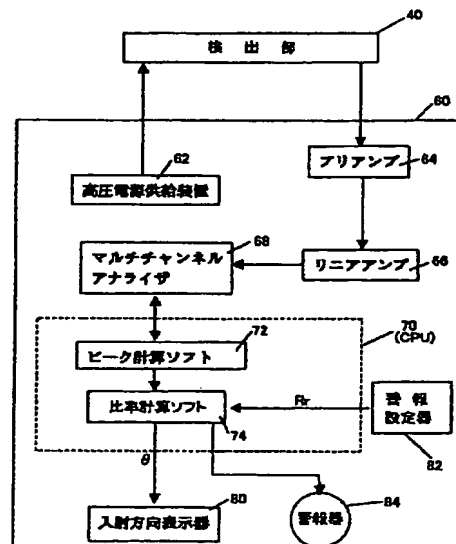 40
検出部
60
62
高圧電源供給装置
プリアンプ
64
68
マルチチャンネル
アナライザ
リニアアンプ
66
72
70
(CPU)
ピーク計算ソフト
比率計算ソフト
74
Rr
警報
設定器
82
θ
80
入射方向表示器
84
警報器